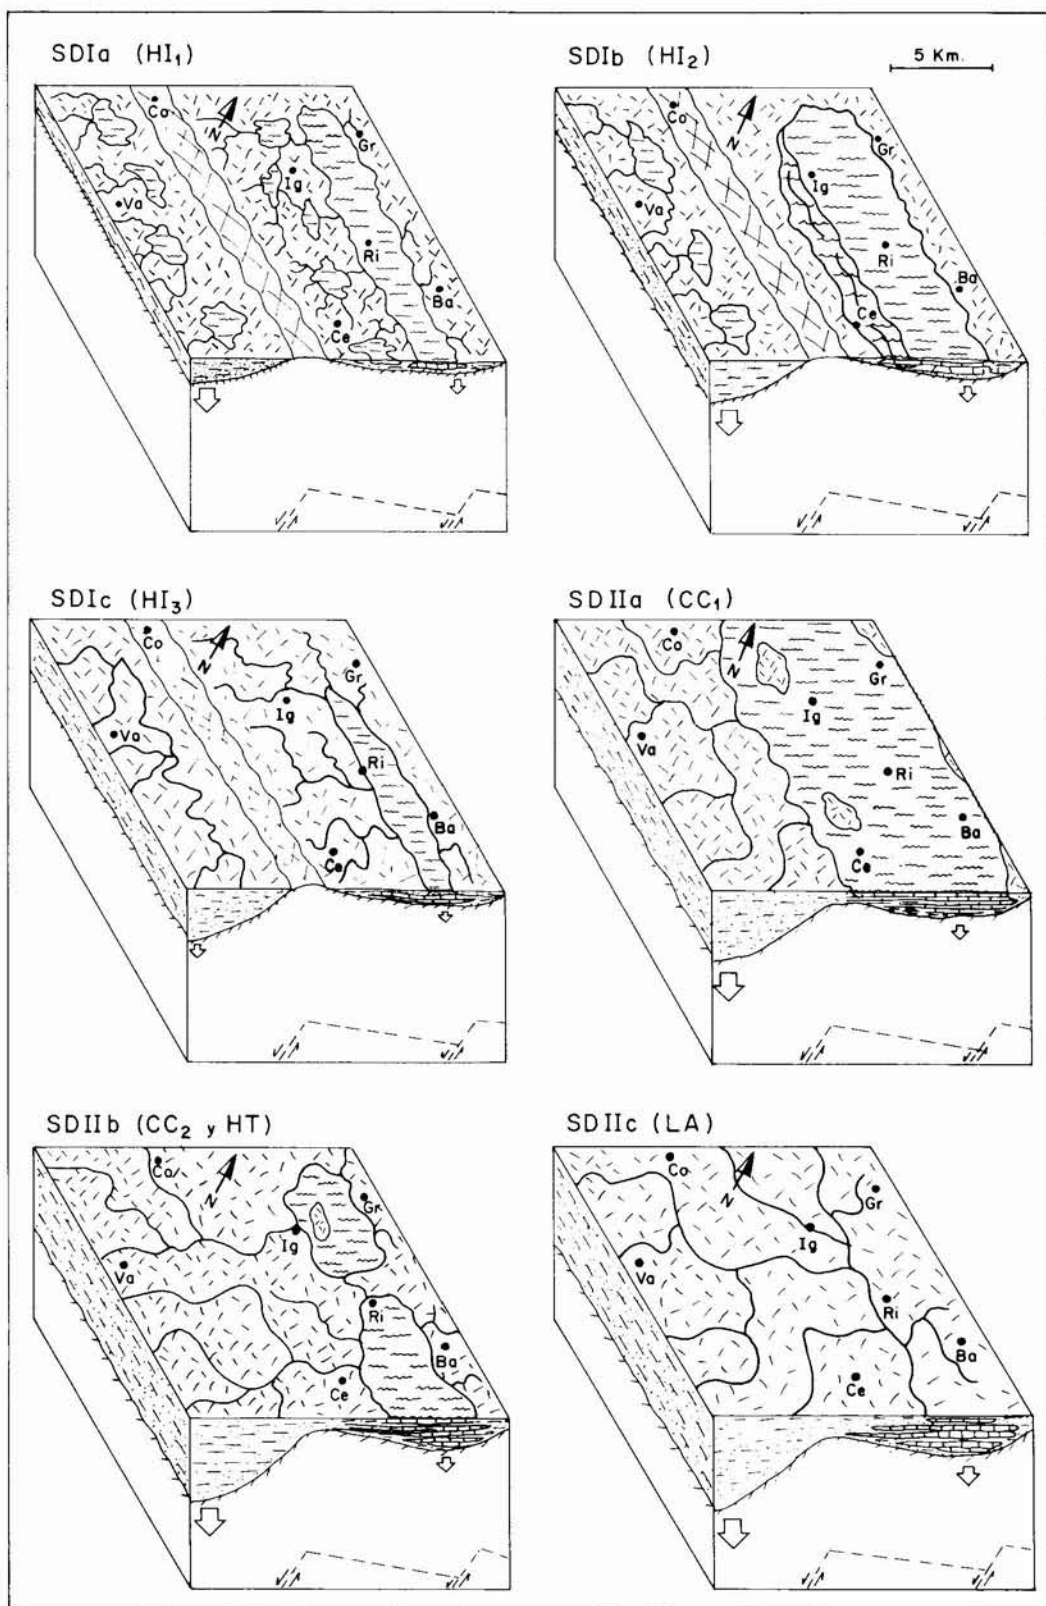 SDIa (HI₁)
SDIb (HI₂)
5 Km.
Co
N
Gr
Ig
Va
Ri
Ba
Ce
Co
N
Gr
Ig
Va
Ri
Ba
Ce
SDIc (HI₃)
SDIIa (CC₁)
Co
N
Gr
Ig
Va
Ri
Ba
Ce
Co
N
Gr
Ig
Va
Ri
Ba
Ce
SDIIb (CC₂ y HT)
SDIIc (LA)
Co
N
Gr
Ig
Va
Ri
Ba
Ce
Co
N
Gr
Ig
Va
Ri
Ba
Ce